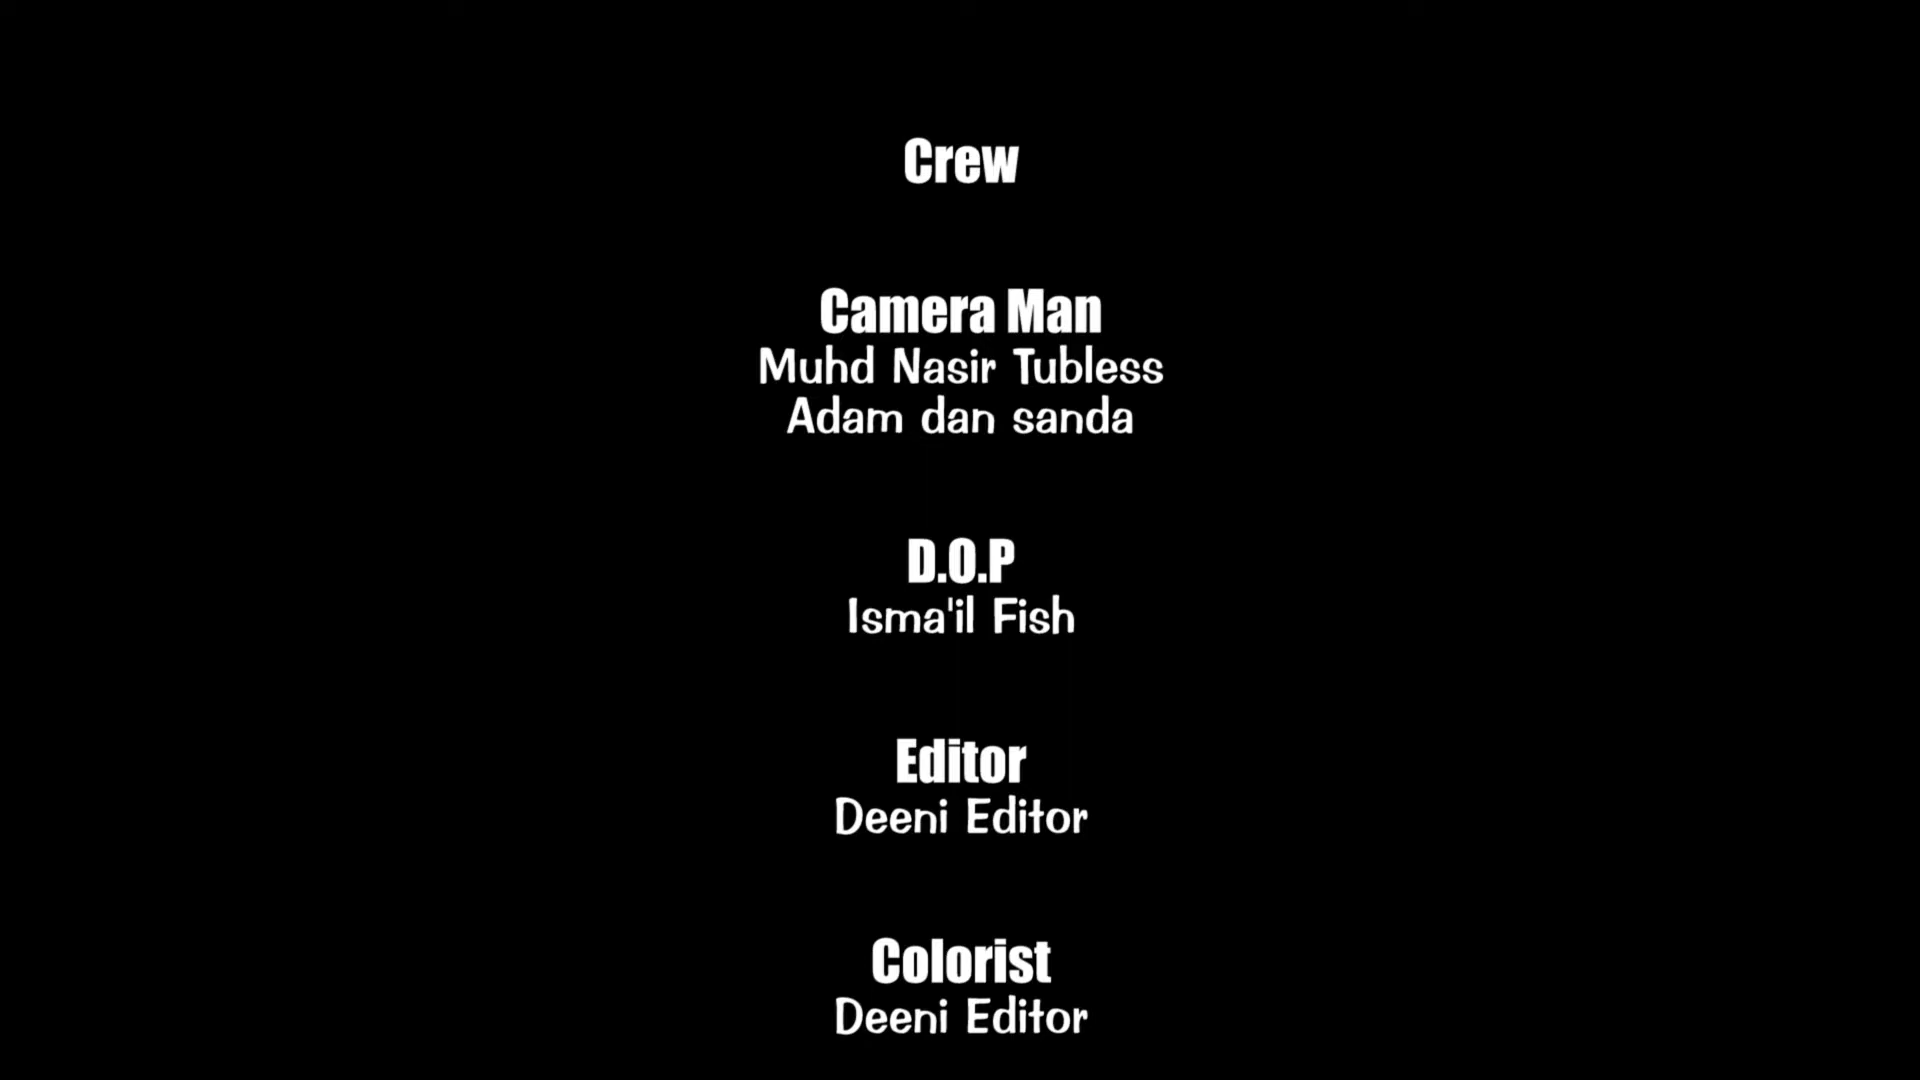 Crew
Camera Man
Muhd Nasir Tubless
Adam dan sanda
D.O.P
Isma'il Fish
Editor
Deeni Editor
Colorist
Deeni Editor